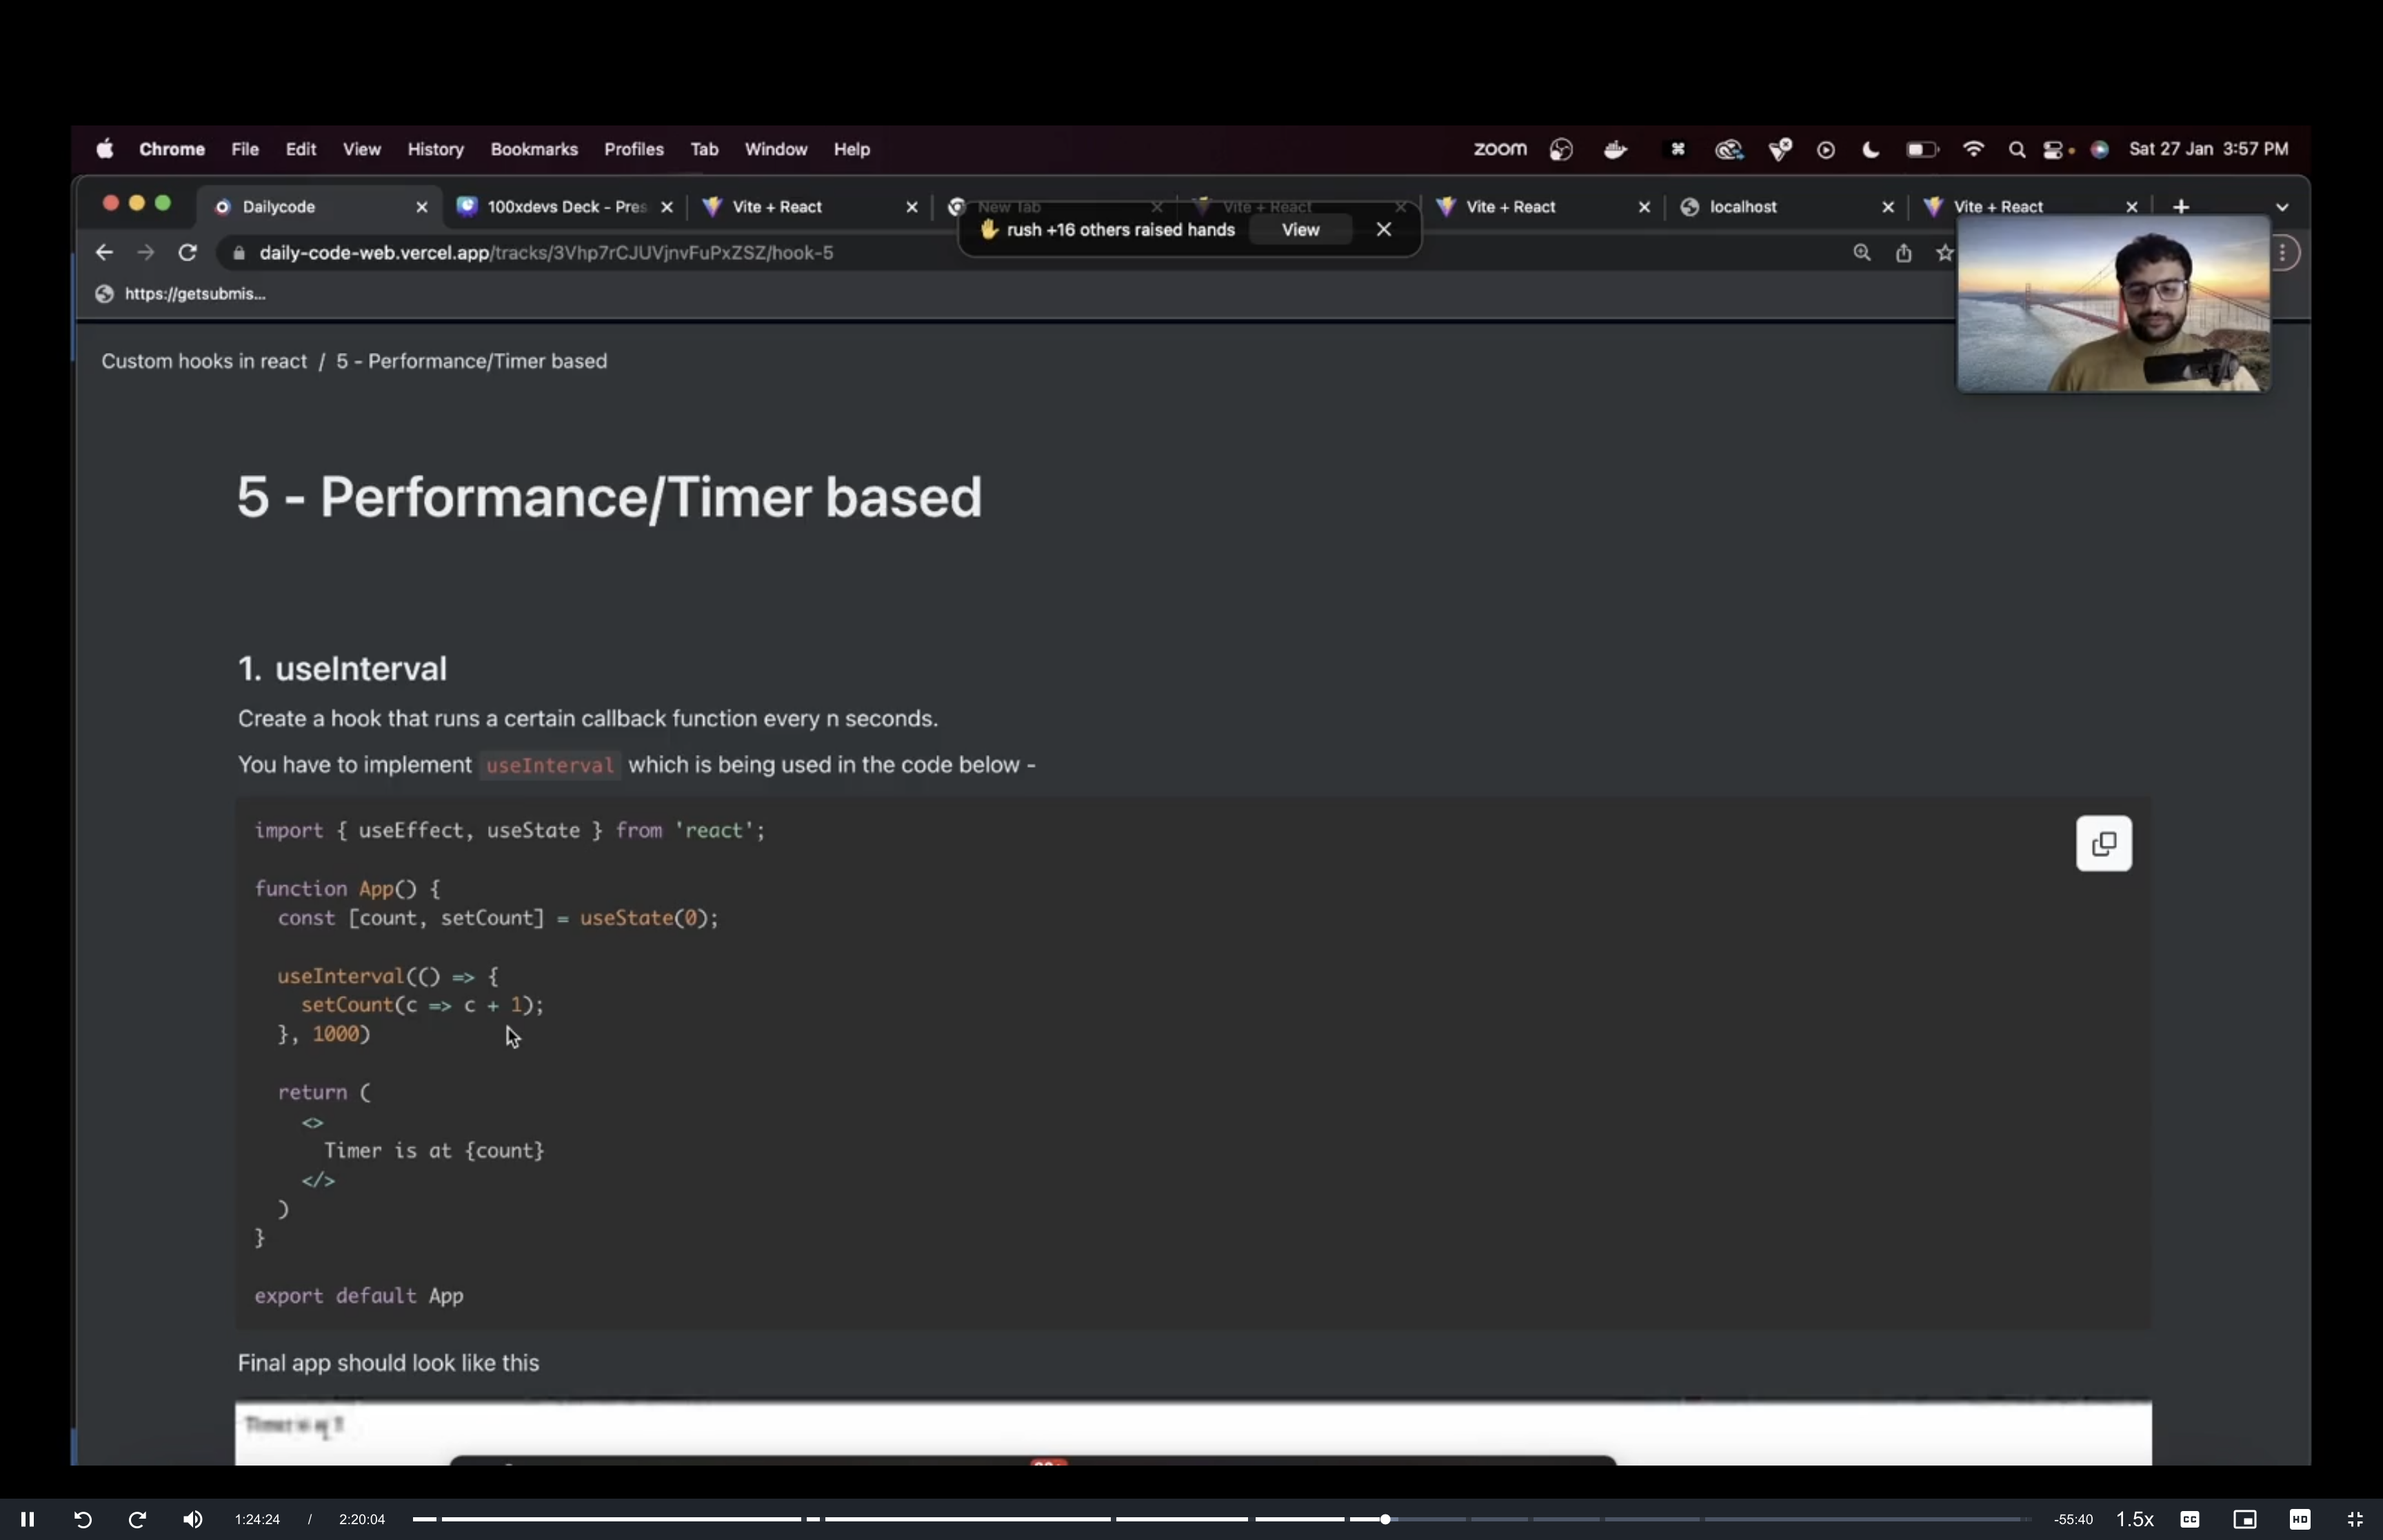 Chrome File Edit View History Bookmarks Profiles Tab Window Help zoom Sat 27 Jan 3:57 PM
Dailycode 100xdevs Deck - Pres Vite + React New Tab Vite + React Vite + React localhost Vite + React
rush +16 others raised hands View
daily-code-web.vercel.app/tracks/3Vhp7rCJUVjnvFuPxZSZ/hook-5
https://getsubmis...
Custom hooks in react / 5 - Performance/Timer based
5 - Performance/Timer based
1. useInterval
Create a hook that runs a certain callback function every n seconds.
You have to implement useInterval which is being used in the code below -
import { useEffect, useState } from 'react';
function App() {
const [count, setCount] = useState(0);
useInterval(() => {
setCount(c => c + 1);
}, 1000)
return (
<>
Timer is at {count}
</>
)
}
export default App
Final app should look like this
1:24:24 / 2:20:04 -55:40 1.5x CC HD